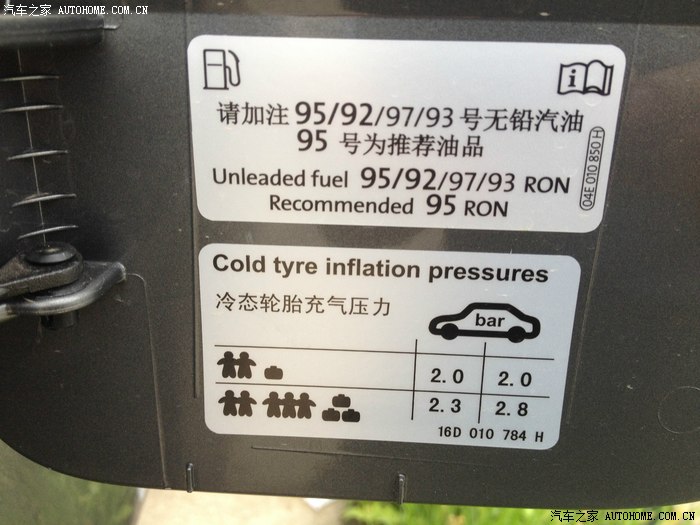 汽车之家 AUTOHOME.COM.CN
请加注 95/92/97/93 号无铅汽油
95 号为推荐油品
Unleaded fuel 95/92/97/93 RON
Recommended 95 RON
04E 010 850 H
Cold tyre inflation pressures
冷态轮胎充气压力
bar
2.0 2.0
2.3 2.8
16D 010 784 H
汽车之家 AUTOHOME.COM.CN